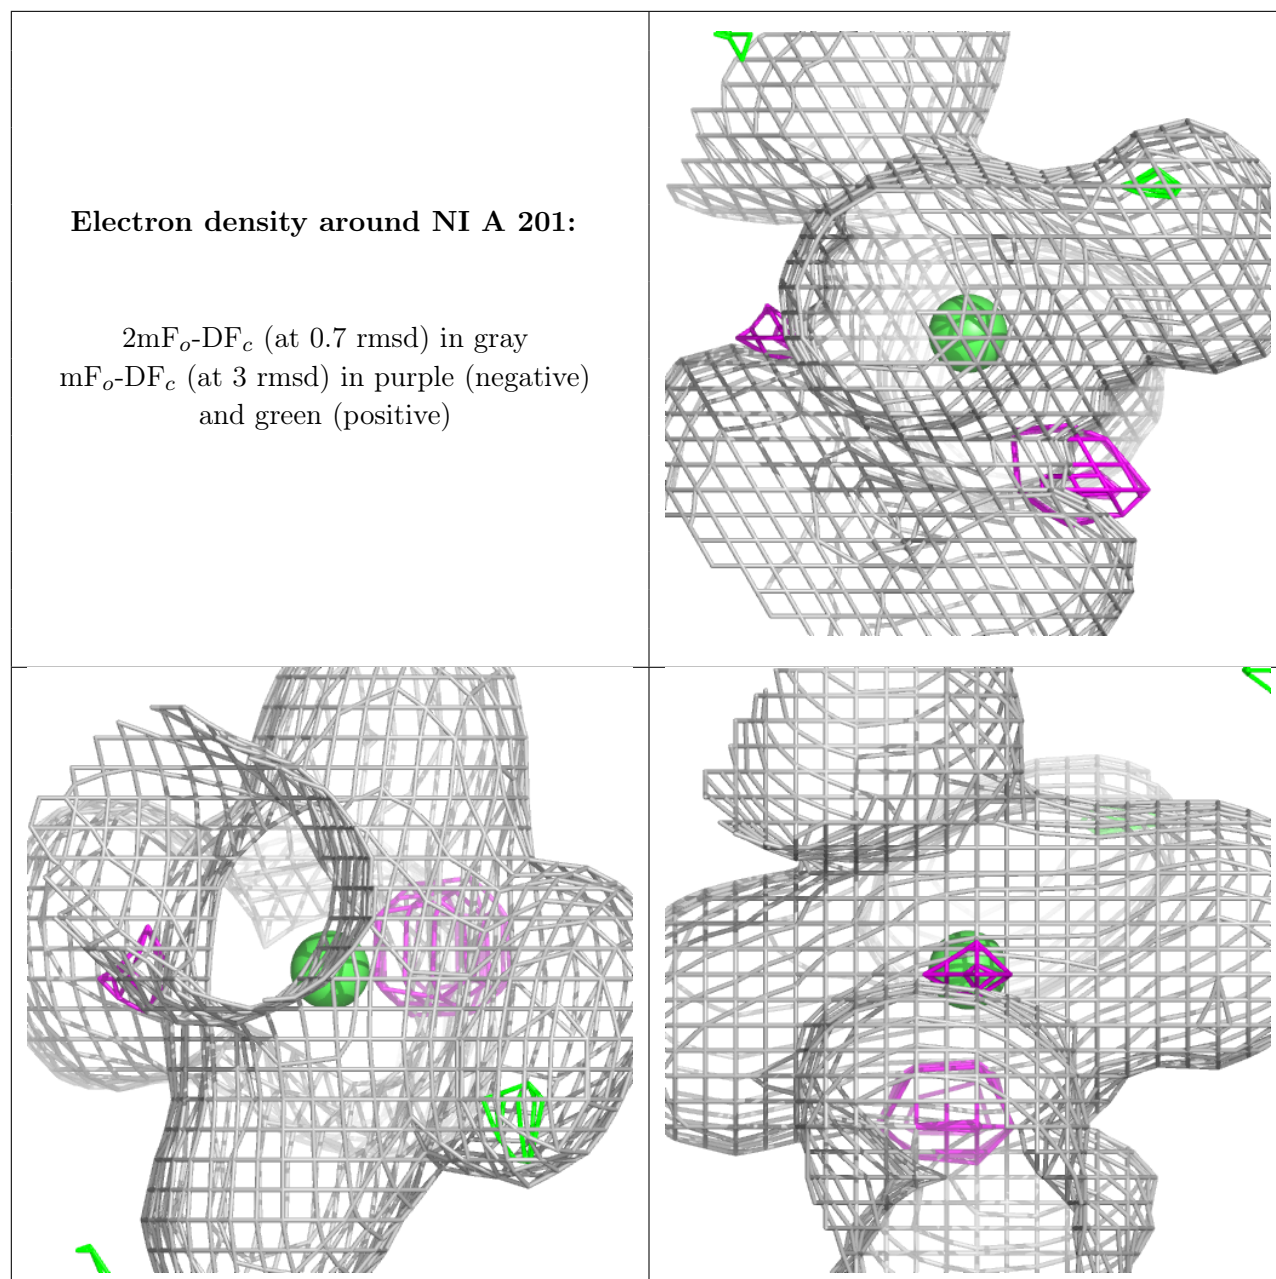 Electron density around NI A 201:
2mFₒ-DF𝒸 (at 0.7 rmsd) in gray
mFₒ-DF𝒸 (at 3 rmsd) in purple (negative)
and green (positive)